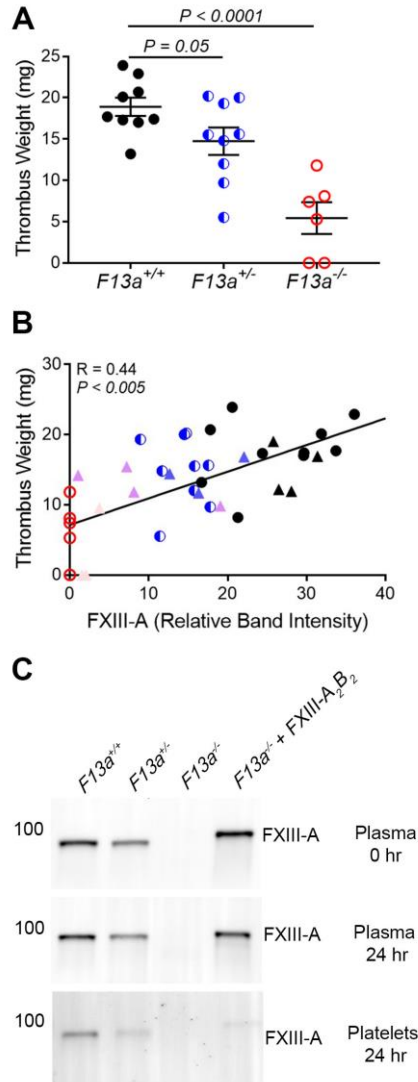 A
P < 0.0001
P = 0.05
Thrombus Weight (mg)
25
20
15
10
5
0
F13a+/+
F13a+/-
F13a-/-
B
R = 0.44
P < 0.005
Thrombus Weight (mg)
30
20
10
0
0
10
20
30
40
FXIII-A (Relative Band Intensity)
C
F13a+/+
F13a+/-
F13a-/-
F13a-/- + FXIII-A2B2
100
FXIII-A
Plasma
0 hr
100
FXIII-A
Plasma
24 hr
100
FXIII-A
Platelets
24 hr